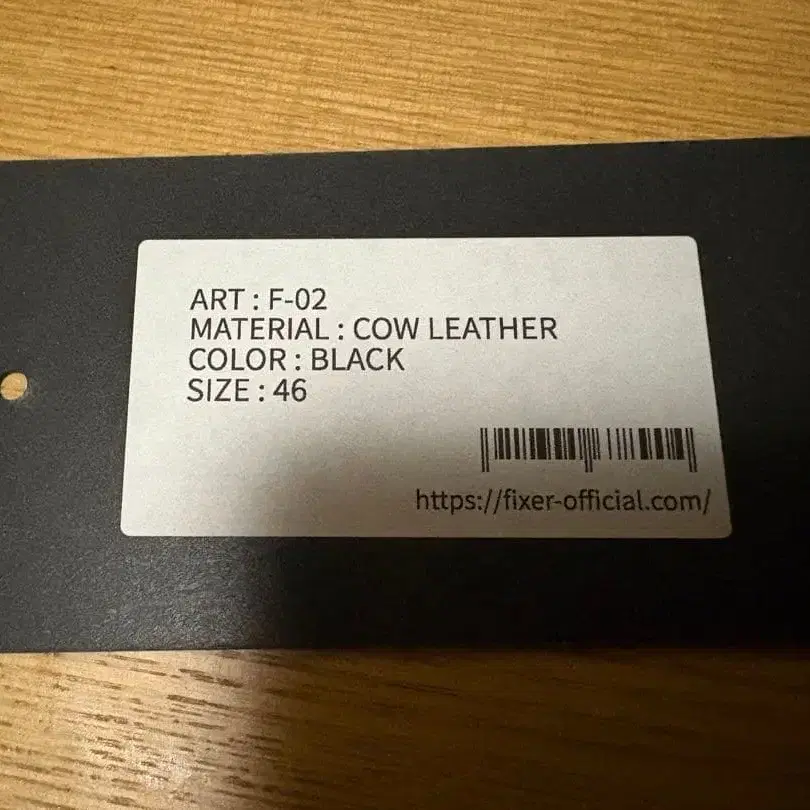 ART : F-02
MATERIAL : COW LEATHER
COLOR : BLACK
SIZE : 46
https://fixer-official.com/